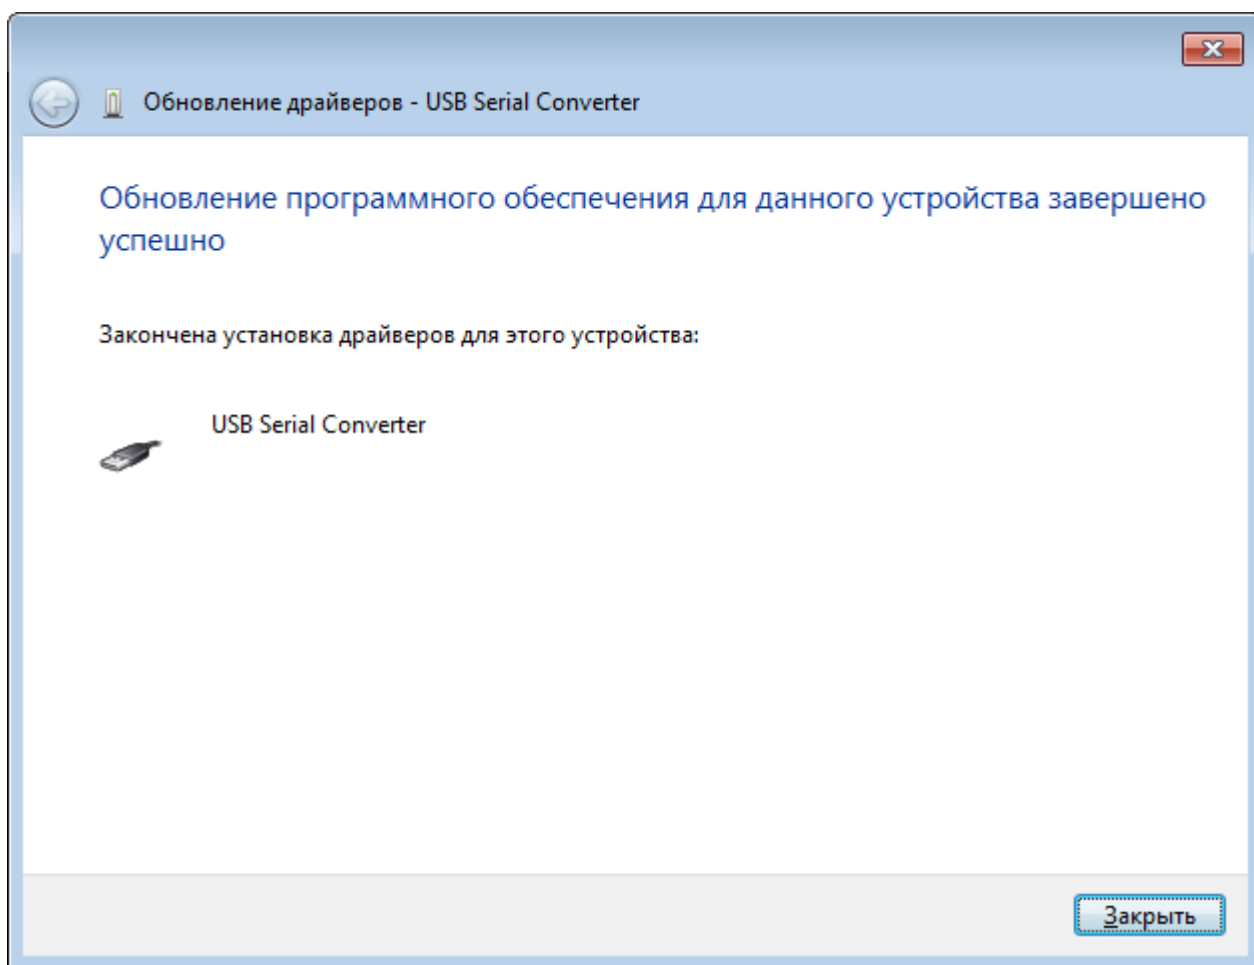 Обновление драйверов - USB Serial Converter
Обновление программного обеспечения для данного устройства завершено
успешно
Закончена установка драйверов для этого устройства:
USB Serial Converter
Закрыть